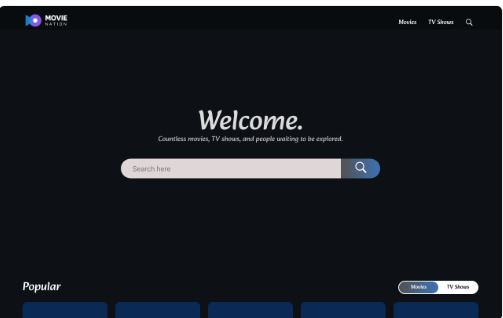 MOVIE
NATION
Movies TV Shows
Welcome.
Countless movies, TV shows, and people waiting to be explored.
Search here
Popular
Movies TV Shows